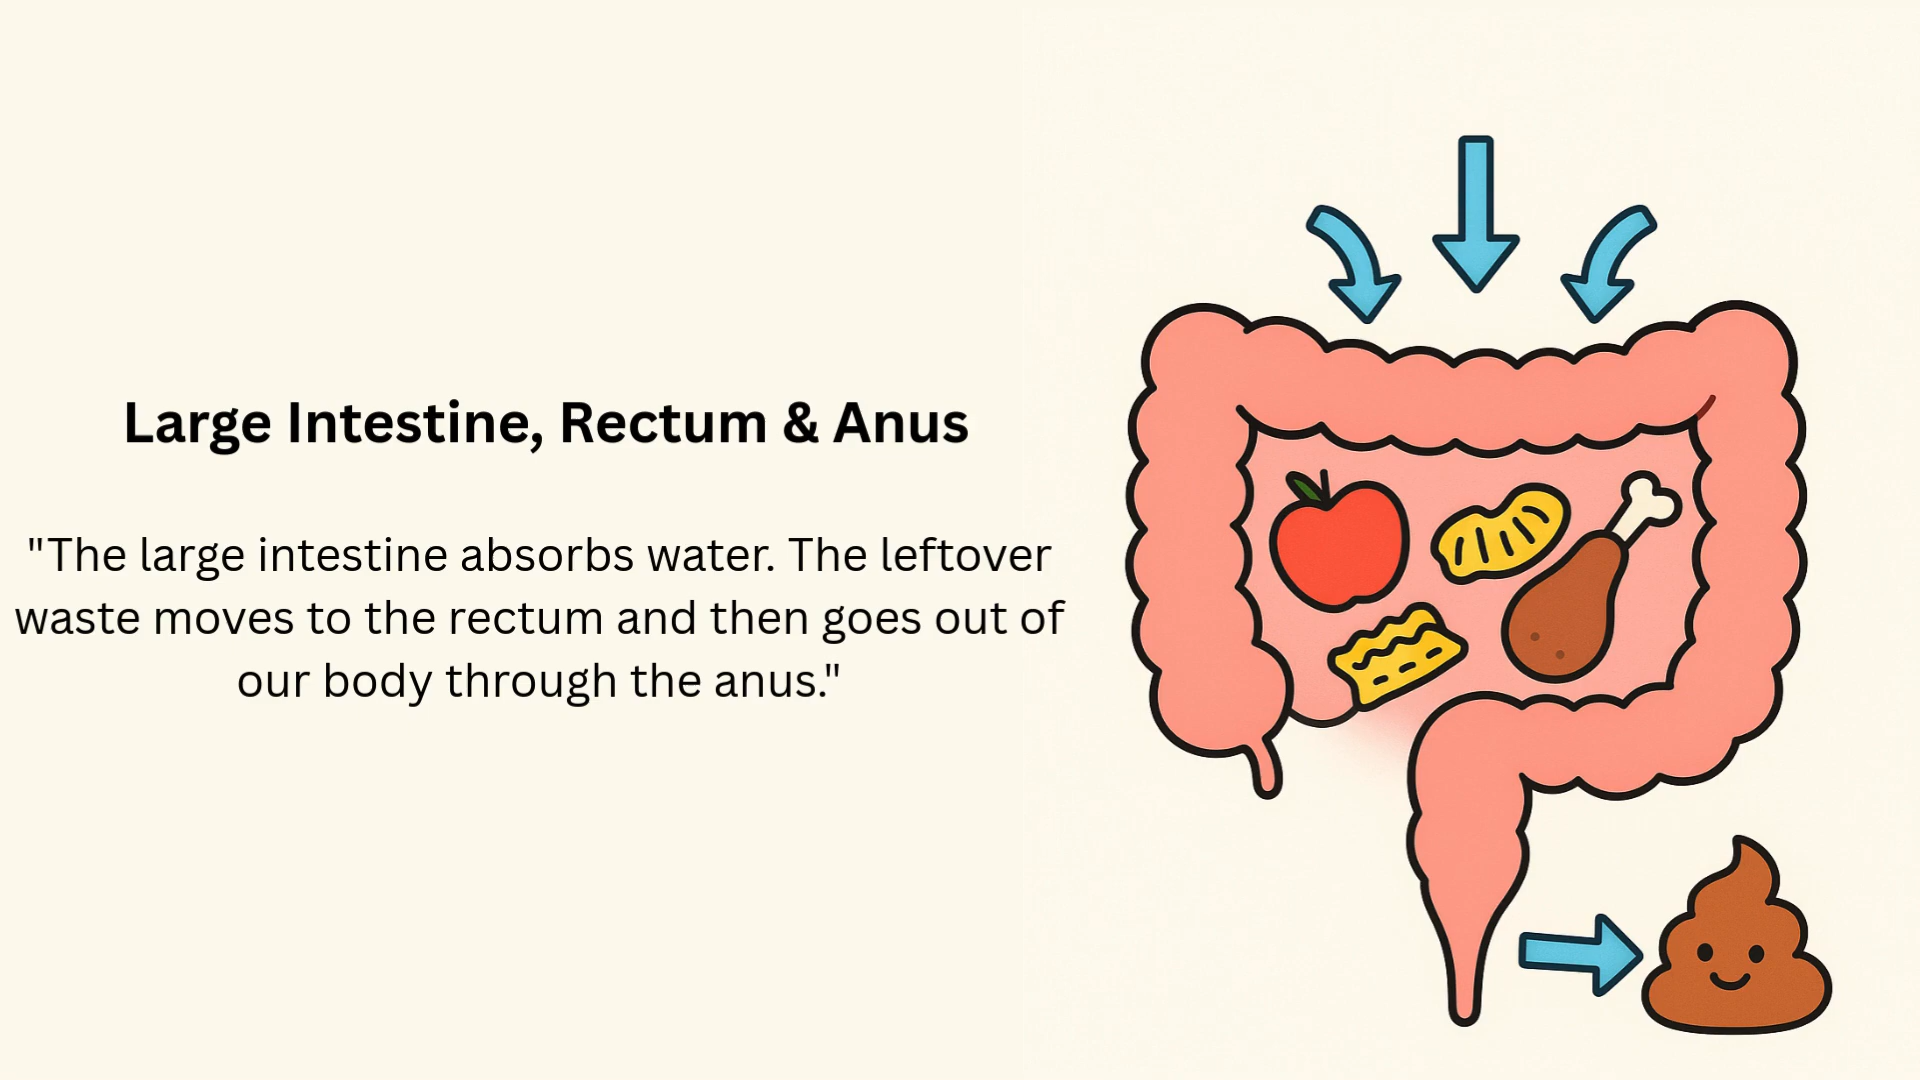 Large Intestine, Rectum & Anus
"The large intestine absorbs water. The leftover
waste moves to the rectum and then goes out of
our body through the anus."